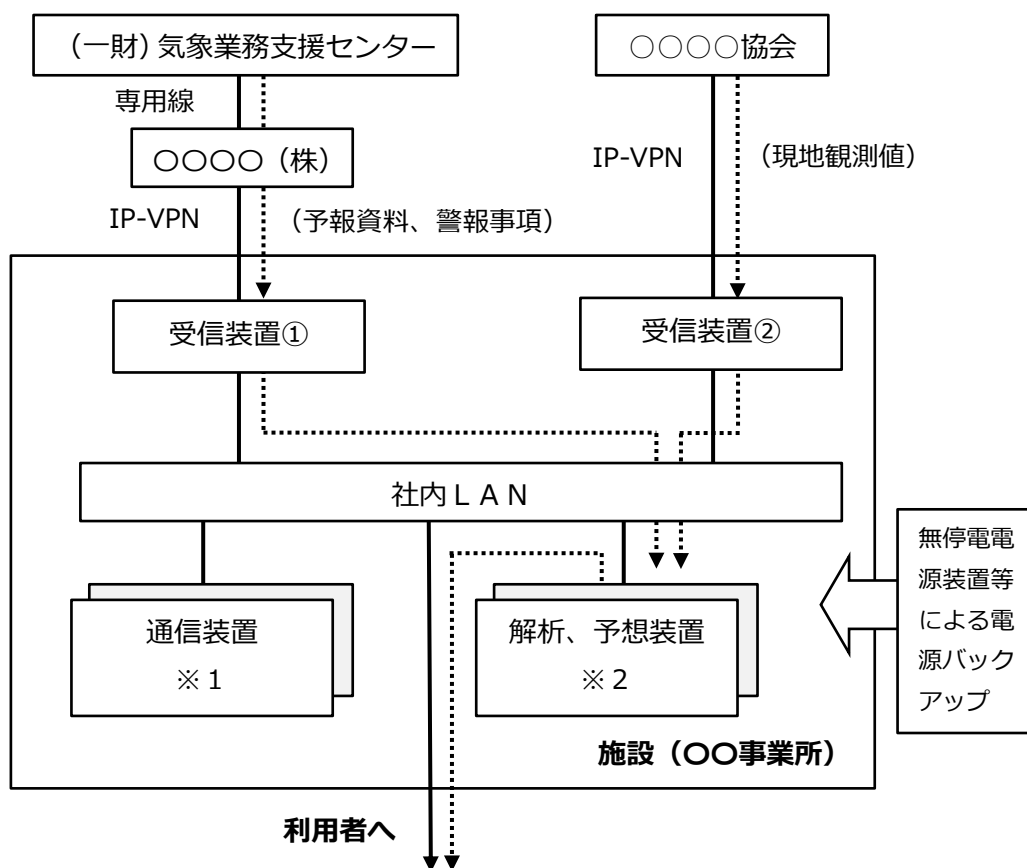 （一財）気象業務支援センター
○○○○協会
専用線
○○○○（株）
IP-VPN
（現地観測値）
IP-VPN
（予報資料、警報事項）
受信装置①
受信装置②
社内ＬＡＮ
無停電電
源装置等
による電
源バック
アップ
通信装置
※１
解析、予想装置
※２
施設（○○事業所）
利用者へ